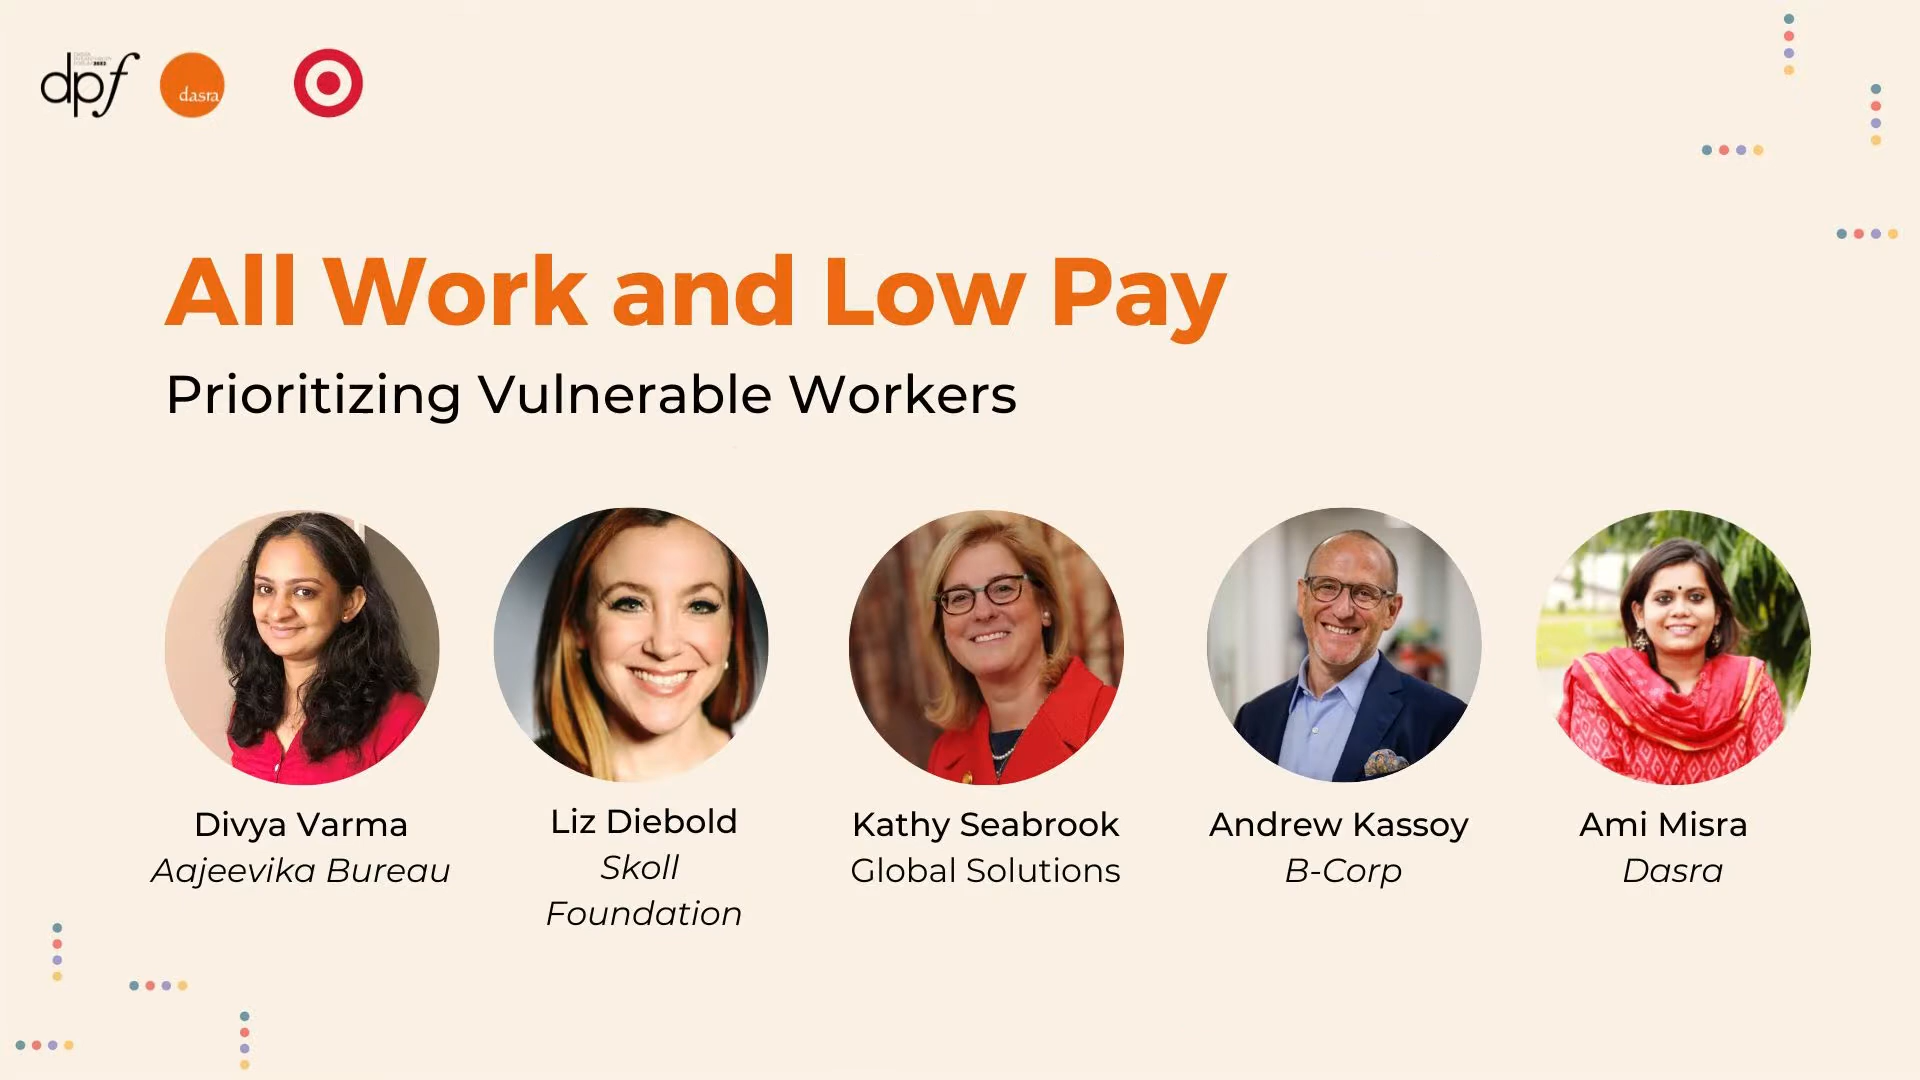 dpf
dasra
All Work and Low Pay
Prioritizing Vulnerable Workers
Divya Varma
Aajeevika Bureau
Liz Diebold
Skoll
Foundation
Kathy Seabrook
Global Solutions
Andrew Kassoy
B-Corp
Ami Misra
Dasra